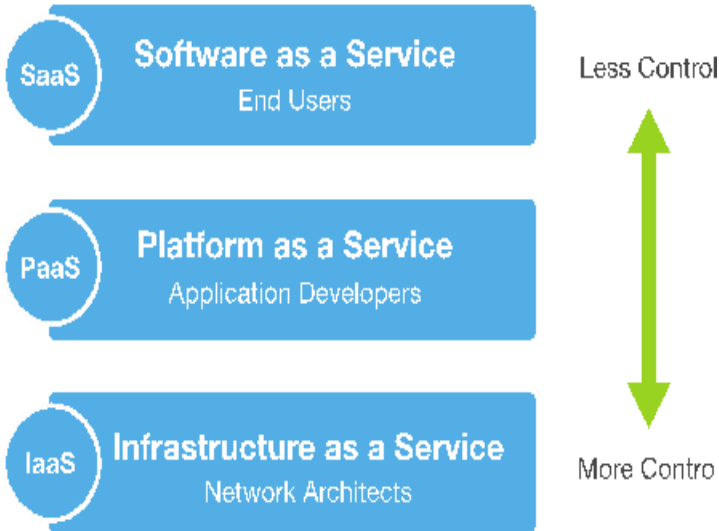 SaaS
Software as a Service
End Users
Less Control
PaaS
Platform as a Service
Application Developers
IaaS
Infrastructure as a Service
Network Architects
More Contro